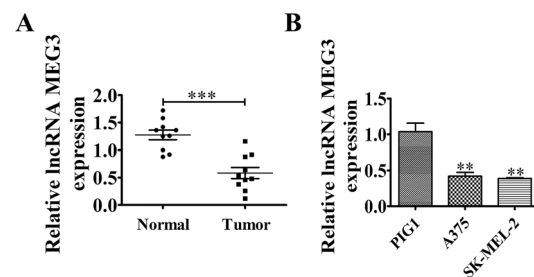 A
Relative lncRNA MEG3
expression
2.0
1.5
1.0
0.5
0.0
***
Normal Tumor
B
Relative lncRNA MEG3
expression
1.5
1.0
0.5
0.0
** **
PIG1 A375 SK-MEL-2